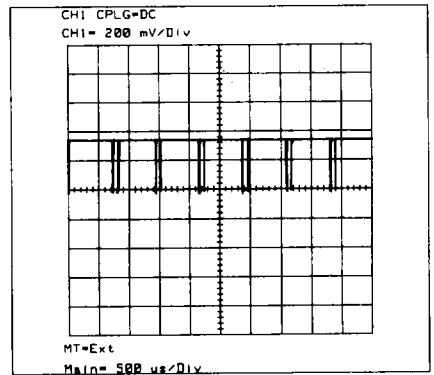 CH1 CPLG=DC
CH1= 200 mV/Div
MT=Ext
Main= 500 us/Div